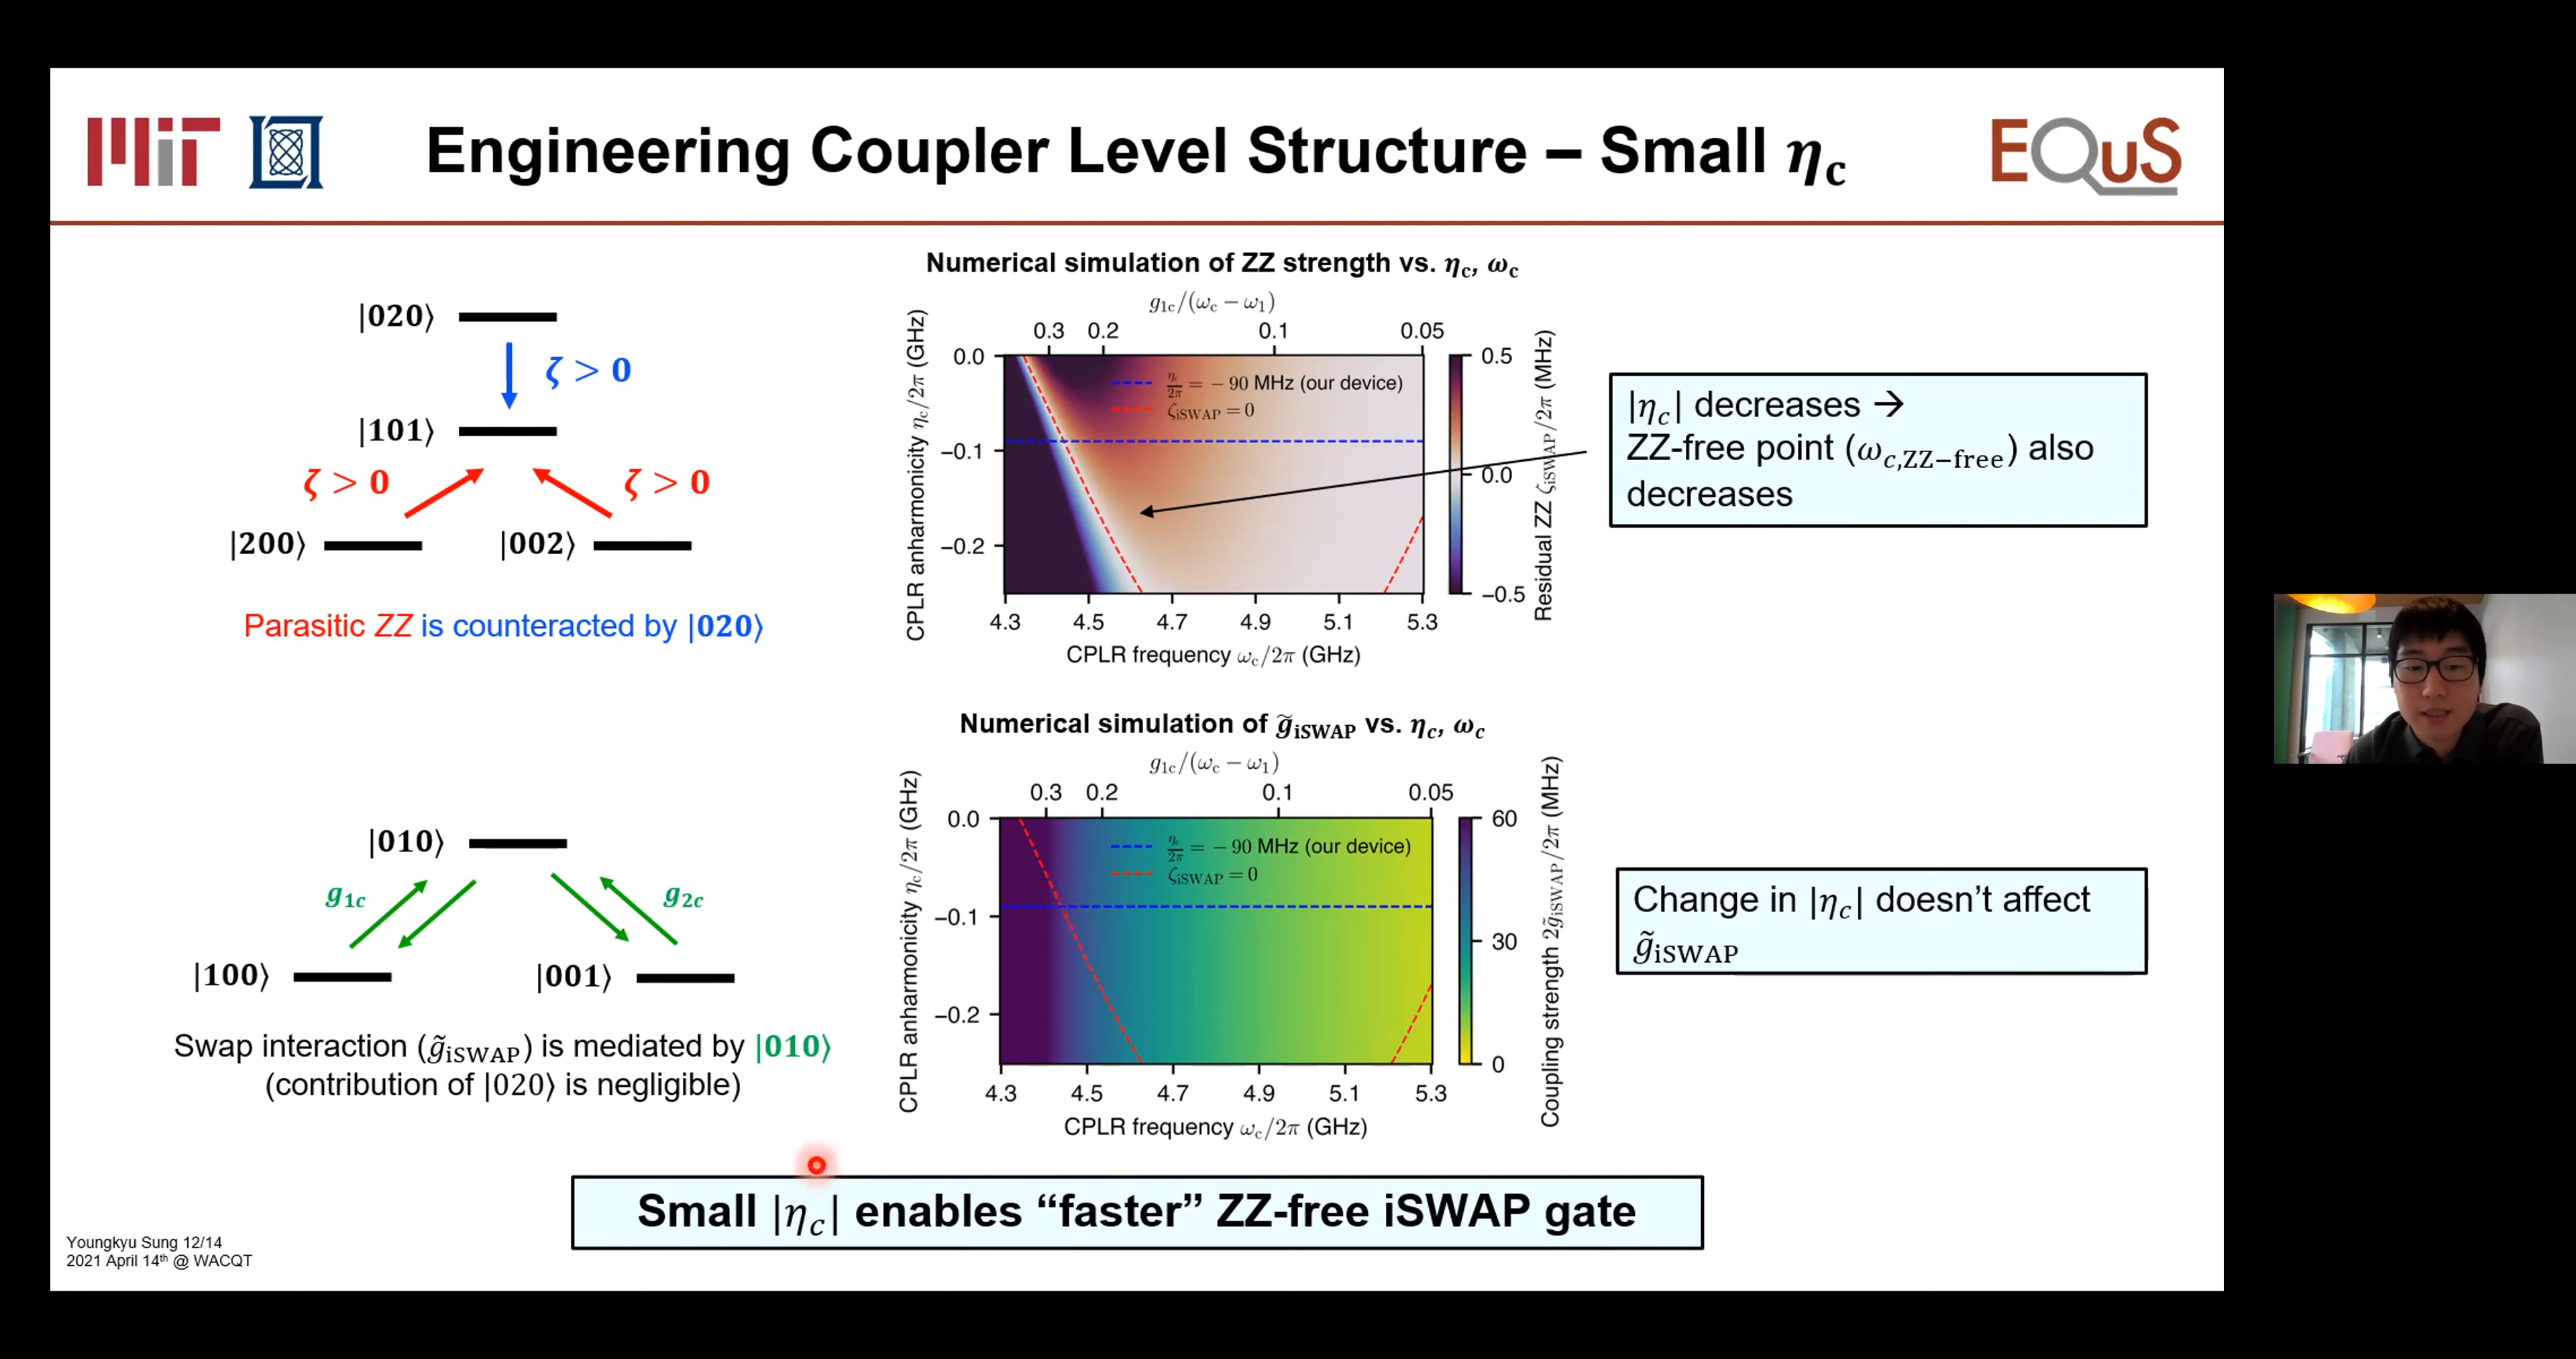 MIT
Engineering Coupler Level Structure – Small ηc
EQuS
|020⟩
ζ > 0
|101⟩
ζ > 0
ζ > 0
|200⟩
|002⟩
Parasitic ZZ is counteracted by |020⟩
Numerical simulation of ZZ strength vs. ηc, ωc
g1c/(ωc − ω1)
0.3 0.2 0.1 0.05
CPLR anharmonicity ηc/2π (GHz)
0.0
−0.1
−0.2
ηc/2π = − 90 MHz (our device)
ζiSWAP = 0
0.5
0.0
−0.5
Residual ZZ ζiSWAP/2π (MHz)
4.3 4.5 4.7 4.9 5.1 5.3
CPLR frequency ωc/2π (GHz)
|ηc| decreases →
ZZ-free point (ωc,ZZ−free) also
decreases
|010⟩
g1c
g2c
|100⟩
|001⟩
Swap interaction (g̃iSWAP) is mediated by |010⟩
(contribution of |020⟩ is negligible)
Numerical simulation of g̃iSWAP vs. ηc, ωc
g1c/(ωc − ω1)
0.3 0.2 0.1 0.05
CPLR anharmonicity ηc/2π (GHz)
0.0
−0.1
−0.2
ηc/2π = − 90 MHz (our device)
ζiSWAP = 0
60
30
0
Coupling strength 2g̃iSWAP/2π (MHz)
4.3 4.5 4.7 4.9 5.1 5.3
CPLR frequency ωc/2π (GHz)
Change in |ηc| doesn’t affect
g̃iSWAP
Small |ηc| enables “faster” ZZ-free iSWAP gate
Youngkyu Sung 12/14
2021 April 14th @ WACQT